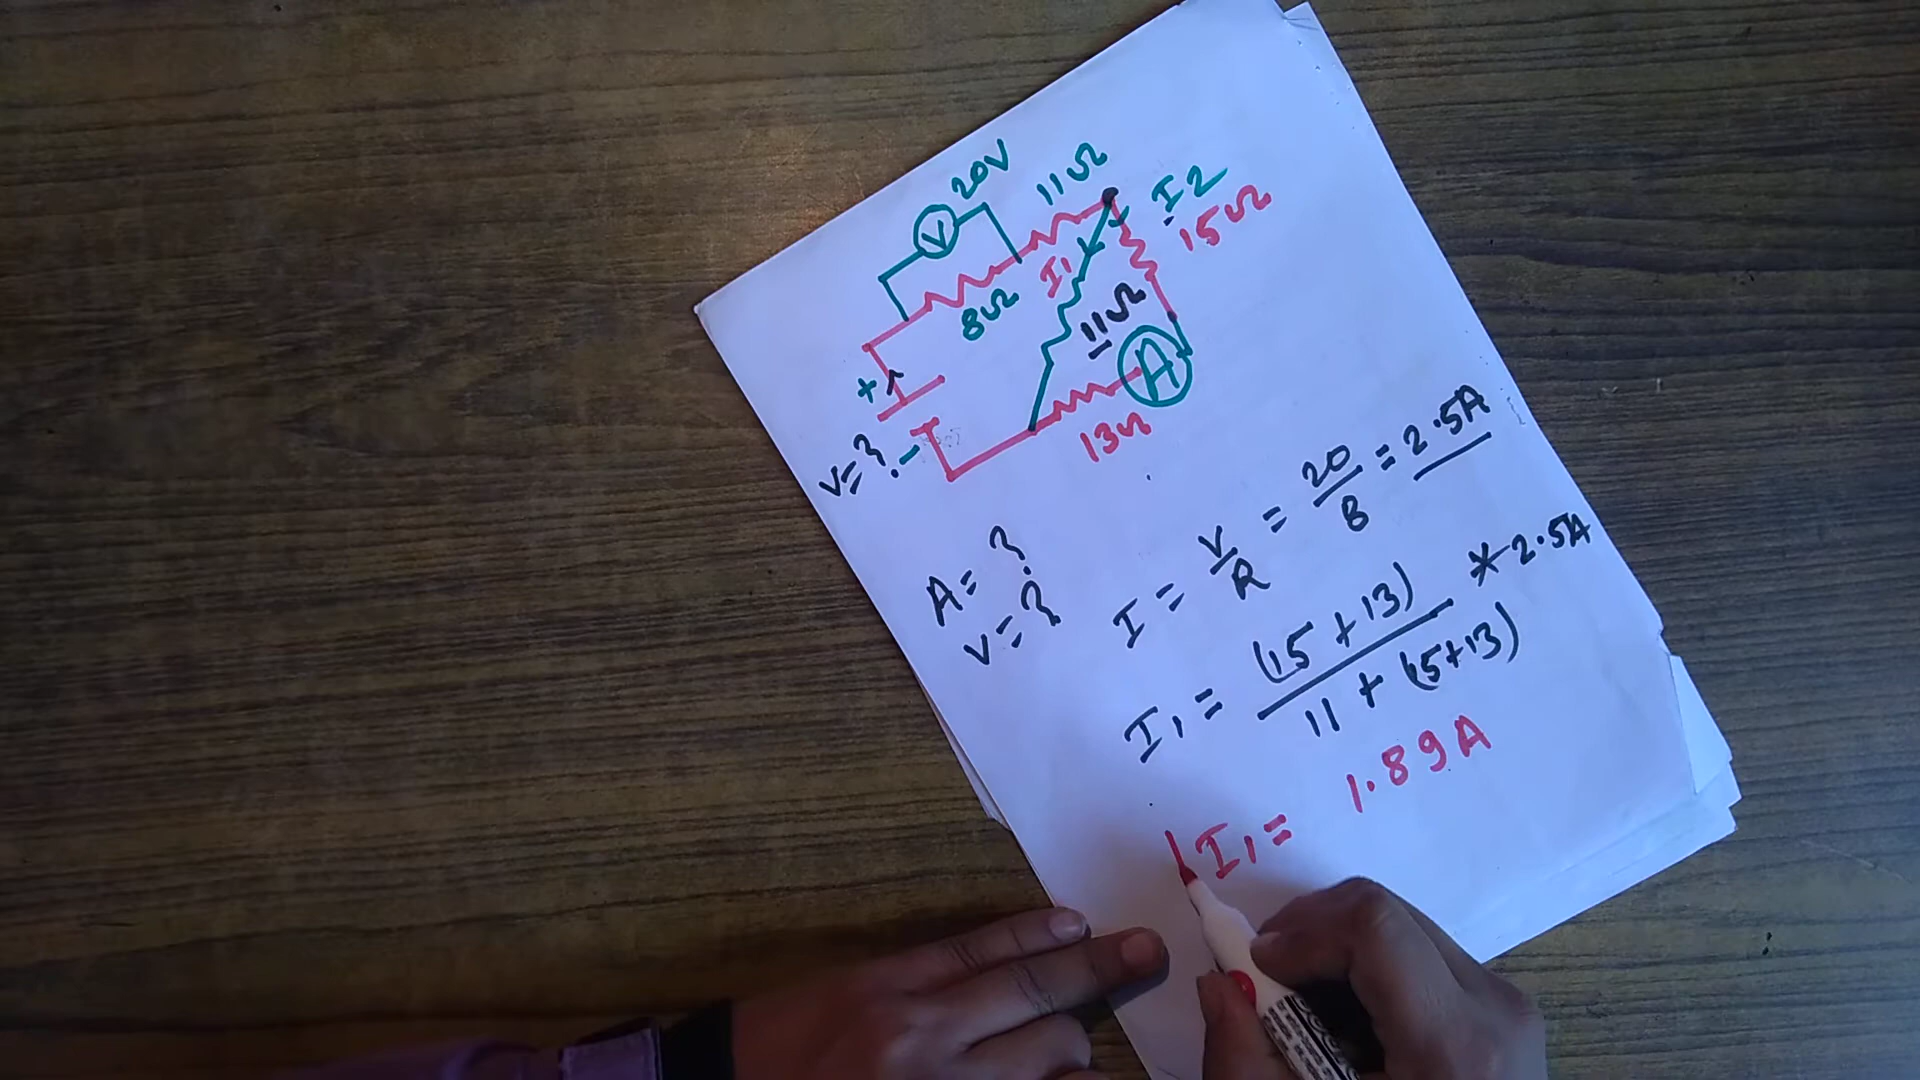 20V
V
11Ω
I2
15Ω
I1
8Ω
11Ω
A
+
13Ω
V=?
-
A=?
V=?
I = V/R = 20/8 = 2.5A
I1 = (15+13)/11+(15+13) * 2.5A
I1 = 1.89A